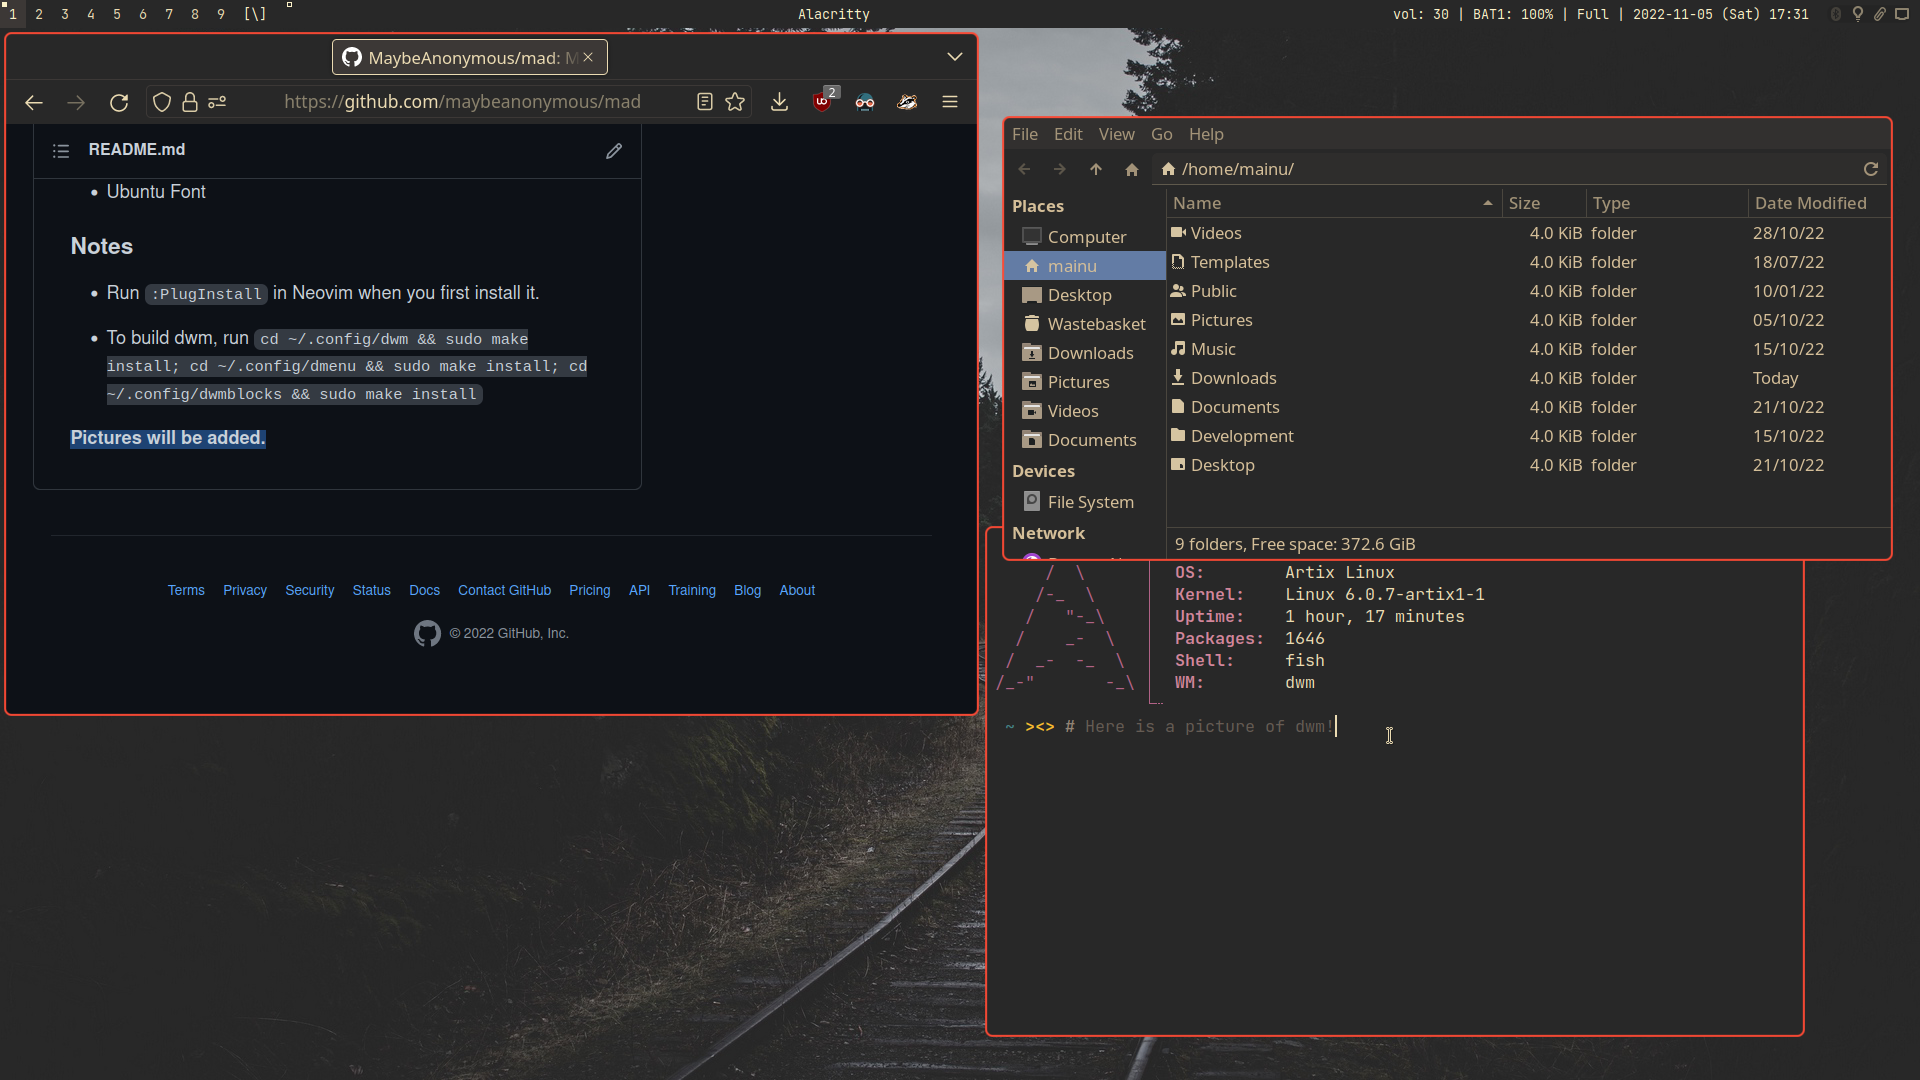 1 2 3 4 5 6 7 8 9 [\]
Alacritty
vol: 30 | BAT1: 100% | Full | 2022-11-05 (Sat) 17:31
MaybeAnonymous/mad: M
https://github.com/maybeanonymous/mad
2
README.md
• Ubuntu Font
Notes
• Run :PlugInstall in Neovim when you first install it.
• To build dwm, run cd ~/.config/dwm && sudo make
install; cd ~/.config/dmenu && sudo make install; cd
~/.config/dwmblocks && sudo make install
Pictures will be added.
Terms Privacy Security Status Docs Contact GitHub Pricing API Training Blog About
© 2022 GitHub, Inc.
File Edit View Go Help
/home/mainu/
Places
Computer
mainu
Desktop
Wastebasket
Downloads
Pictures
Videos
Documents
Devices
File System
Network
Name Size Type Date Modified
Videos 4.0 KiB folder 28/10/22
Templates 4.0 KiB folder 18/07/22
Public 4.0 KiB folder 10/01/22
Pictures 4.0 KiB folder 05/10/22
Music 4.0 KiB folder 15/10/22
Downloads 4.0 KiB folder Today
Documents 4.0 KiB folder 21/10/22
Development 4.0 KiB folder 15/10/22
Desktop 4.0 KiB folder 21/10/22
9 folders, Free space: 372.6 GiB
OS: Artix Linux
Kernel: Linux 6.0.7-artix1-1
Uptime: 1 hour, 17 minutes
Packages: 1646
Shell: fish
WM: dwm
~ ><> # Here is a picture of dwm!